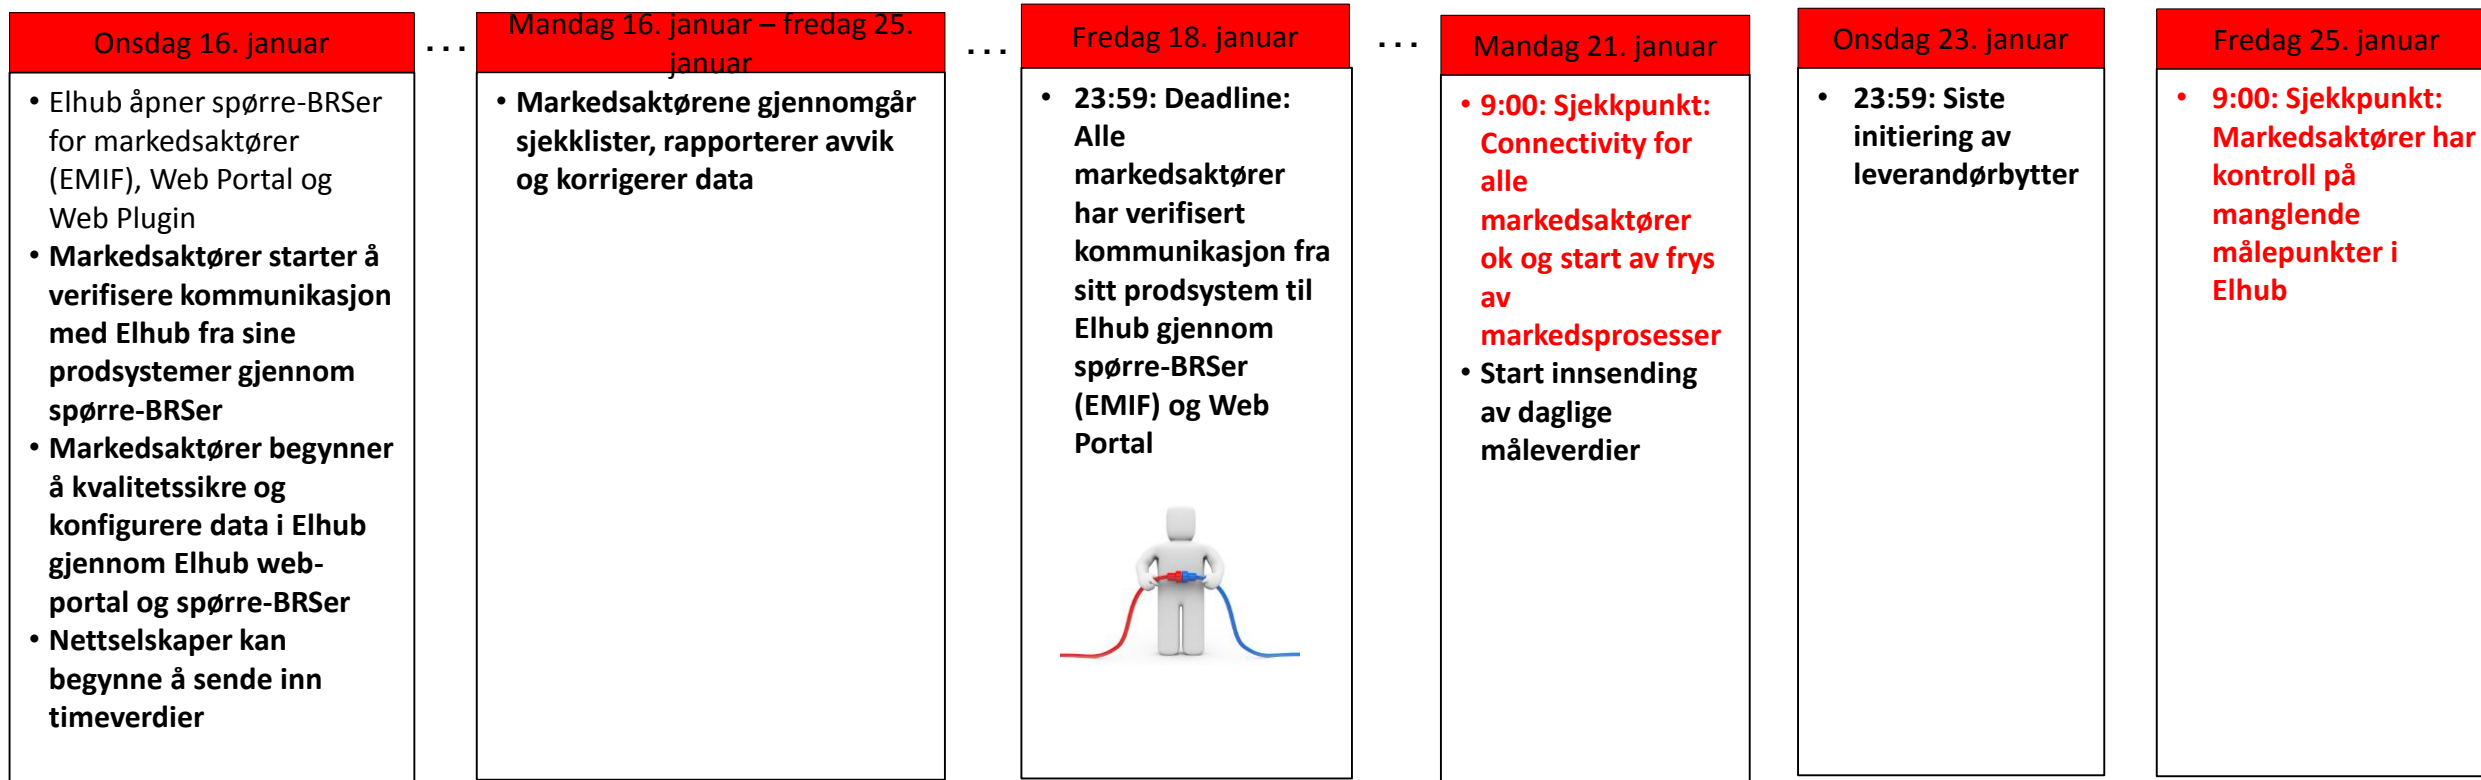 Onsdag 16. januar
• Elhub åpner spørre-BRSer
for markedsaktører
(EMIF), Web Portal og
Web Plugin
• Markedsaktører starter å
verifisere kommunikasjon
med Elhub fra sine
prodsystemer gjennom
spørre-BRSer
• Markedsaktører begynner
å kvalitetssikre og
konfigurere data i Elhub
gjennom Elhub web-
portal og spørre-BRSer
• Nettselskaper kan
begynne å sende inn
timeverdier
...
Mandag 16. januar – fredag 25.
januar
• Markedsaktørene gjennomgår
sjekklister, rapporterer avvik
og korrigerer data
...
Fredag 18. januar
• 23:59: Deadline:
Alle
markedsaktører
har verifisert
kommunikasjon fra
sitt prodsystem til
Elhub gjennom
spørre-BRSer
(EMIF) og Web
Portal
...
Mandag 21. januar
• 9:00: Sjekkpunkt:
Connectivity for
alle
markedsaktører
ok og start av frys
av
markedsprosesser
• Start innsending
av daglige
måleverdier
Onsdag 23. januar
• 23:59: Siste
initiering av
leverandørbytter
Fredag 25. januar
• 9:00: Sjekkpunkt:
Markedsaktører har
kontroll på
manglende
målepunkter i
Elhub